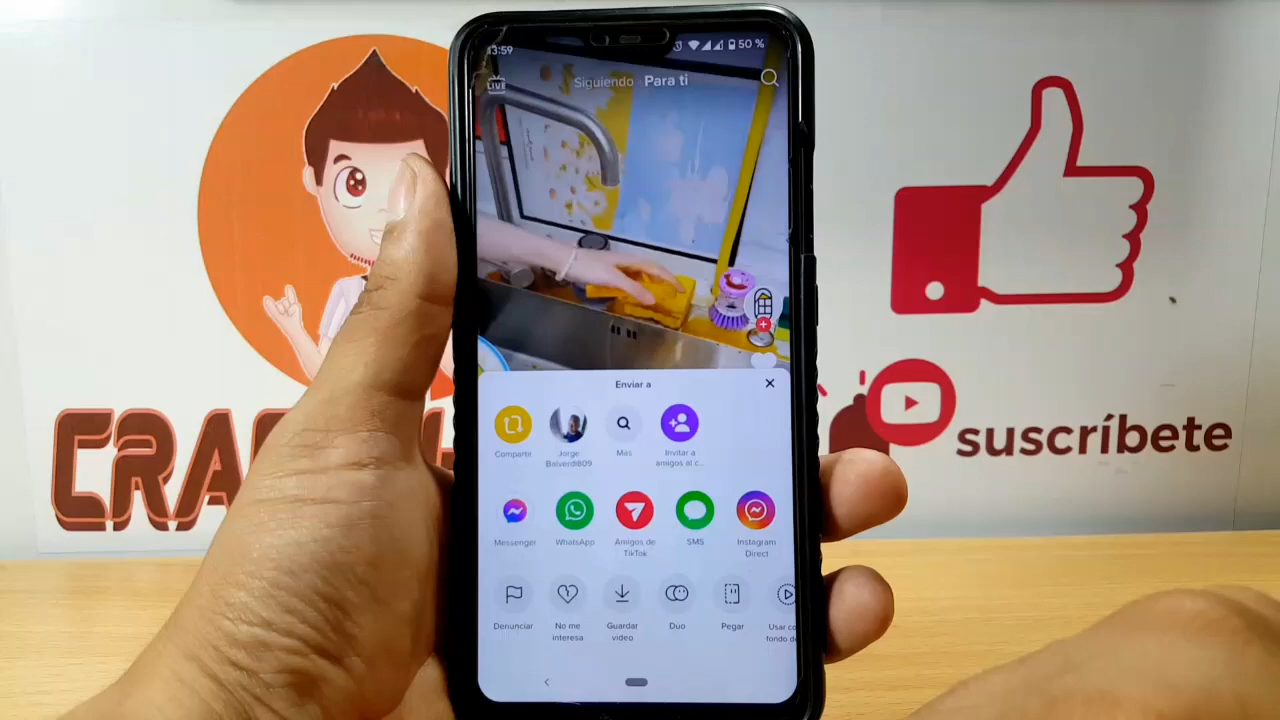 13:59
50 %
LIVE
Siguiendo
Para ti
Enviar a
Compartir
Jorge
Balverdi809
Más
Invitar a
amigos al c...
Messenger
WhatsApp
Amigos de
TikTok
SMS
Instagram
Direct
Denunciar
No me
interesa
Guardar
vídeo
Dúo
Pegar
Usar co
fondo de
suscríbete